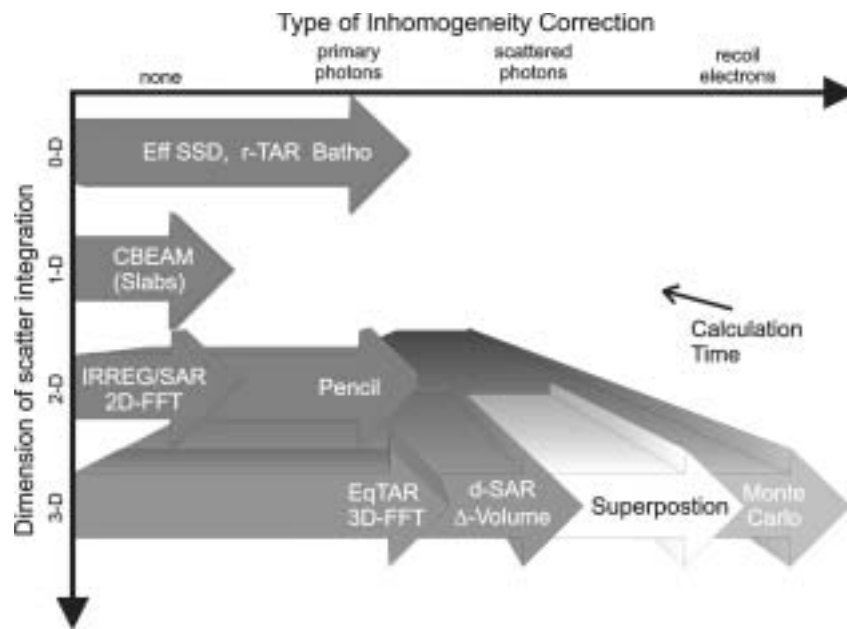 Type of Inhomogeneity Correction
none
primary
photons
scattered
photons
recoil
electrons
Dimension of scatter integration
0-D
Eff SSD, r-TAR Batho
1-D
CBEAM
(Slabs)
Calculation
Time
2-D
IRREG/SAR
2D-FFT
Pencil
3-D
EqTAR
3D-FFT
d-SAR
Δ-Volume
Superpostion
Monte
Carlo